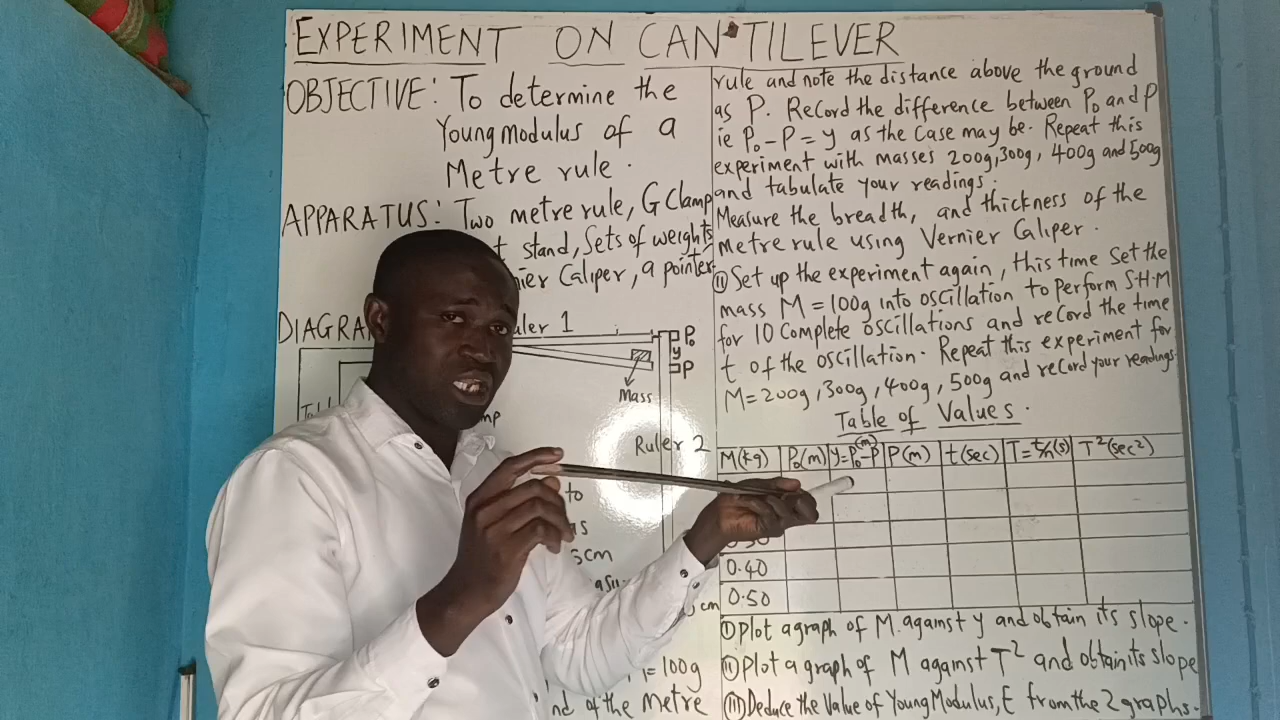 EXPERIMENT ON CANTILEVER
OBJECTIVE: To determine the
Young modulus of a
Metre rule.
APPARATUS: Two metre rule, G Clamp
stand, Sets of weights
Caliper, a pointer
Ruler 1
P₀
y
P
Mass
Ruler 2
to
3cm
cm
= 100g
of the metre
rule and note the distance above the ground
as P. Record the difference between P₀ and P
ie P₀ - P = y as the case may be. Repeat this
experiment with masses 200g, 300g, 400g and 500g
and tabulate your readings.
Measure the breadth, and thickness of the
metre rule using Vernier Caliper.
(ii) Set up the experiment again, this time set the
mass M = 100g into oscillation to perform S.H.M
for 10 Complete oscillations and record the time
t of the oscillation. Repeat this experiment for
M = 200g, 300g, 400g, 500g and record your readings.
Table of Values.
M(kg) P₀(m) y=P₀-P (m) P(m) t(sec) T=t/n(s) T²(sec²)
0.40
0.50
(i) Plot a graph of M against y and obtain its slope.
(ii) Plot a graph of M against T² and obtain its slope
(iii) Deduce the Value of Young Modulus, E from the 2 graphs.